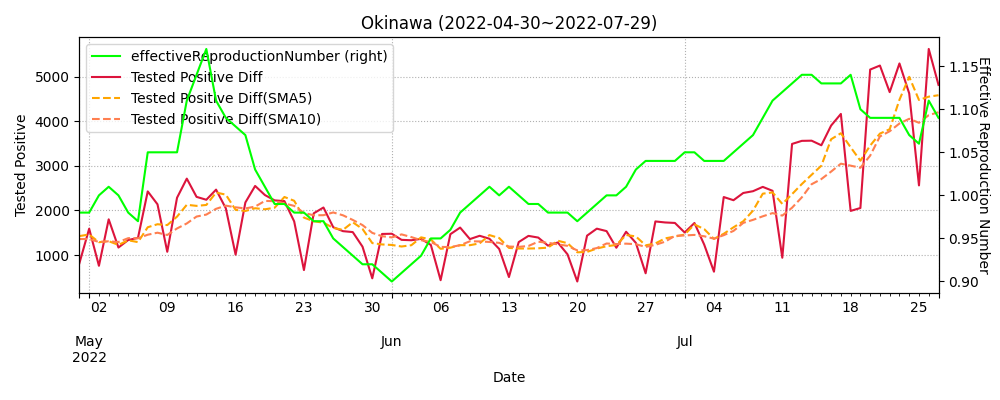 Okinawa (2022-04-30~2022-07-29)
effectiveReproductionNumber (right)
Tested Positive Diff
Tested Positive Diff(SMA5)
Tested Positive Diff(SMA10)
Tested Positive
5000
4000
3000
2000
1000
1.15
1.10
1.05
1.00
0.95
0.90
Effective Reproduction Number
02 09 16 23 30 06 13 20 27 04 11 18 25
May Jun Jul
2022
Date